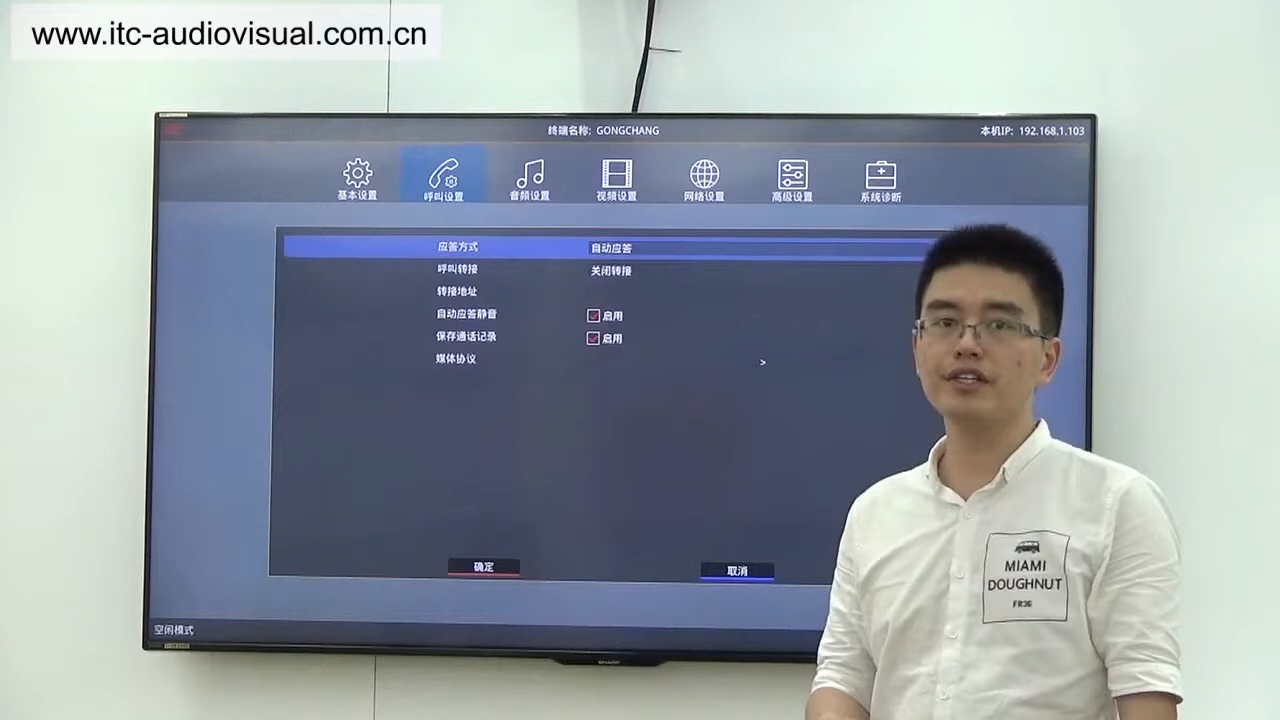 www.itc-audiovisual.com.cn
终端名称: GONGCHANG
本机IP: 192.168.1.103
基本设置
呼叫设置
音频设置
视频设置
网络设置
高级设置
系统诊断
应答方式 自动应答
呼叫转接 关闭转接
转接地址
自动应答静音 启用
保存通话记录 启用
媒体协议 >
确定
取消
空闲模式
SHARP
MIAMI
DOUGHNUT
FR3E